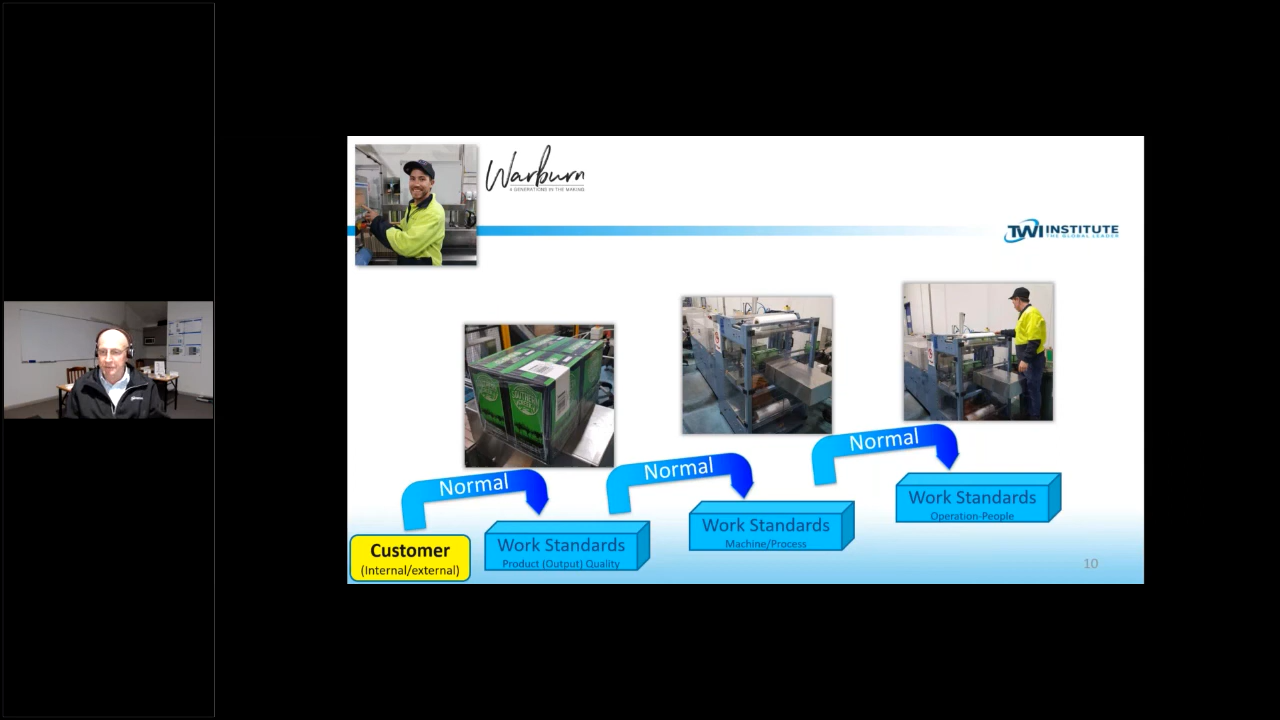 Warburn
4 GENERATIONS IN THE MAKING
TWI INSTITUTE
THE GLOBAL LEADER
Normal
Normal
Normal
Customer
(Internal/external)
Work Standards
Product (Output) Quality
Work Standards
Machine/Process
Work Standards
Operation-People
10